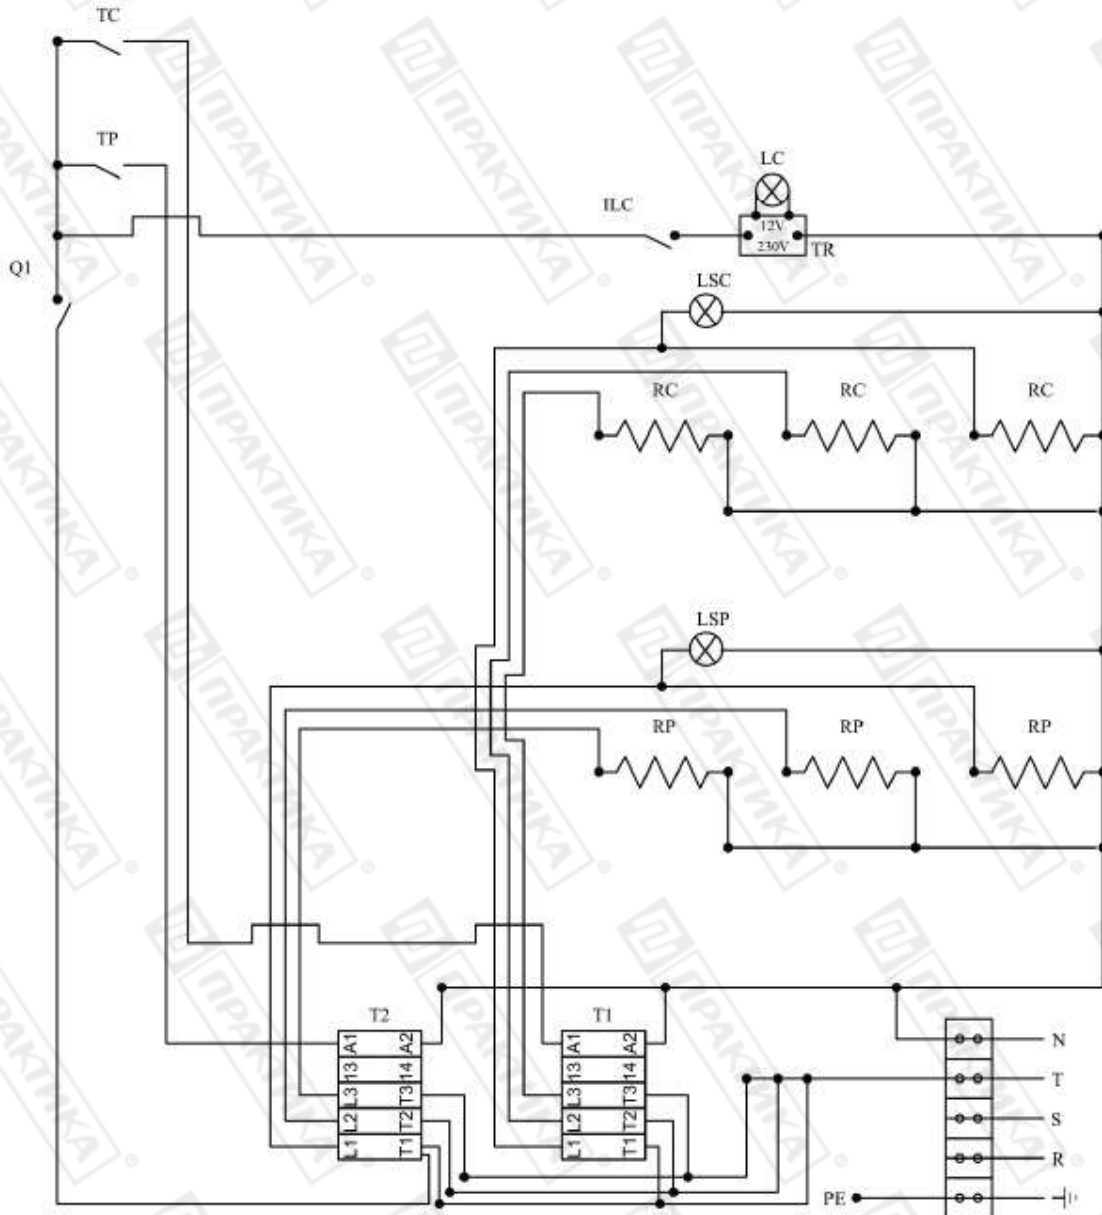 TC
TP
LC
ILC
12V
230V
TR
Q1
LSC
RC RC RC
LSP
RP RP RP
T2 T1
A1 A2 A1 A2
13 14 13 14
L3 T3 L3 T3
L2 T2 L2 T2
L1 T1 L1 T1
N
T
S
R
PE
ПРАКТИКА ®